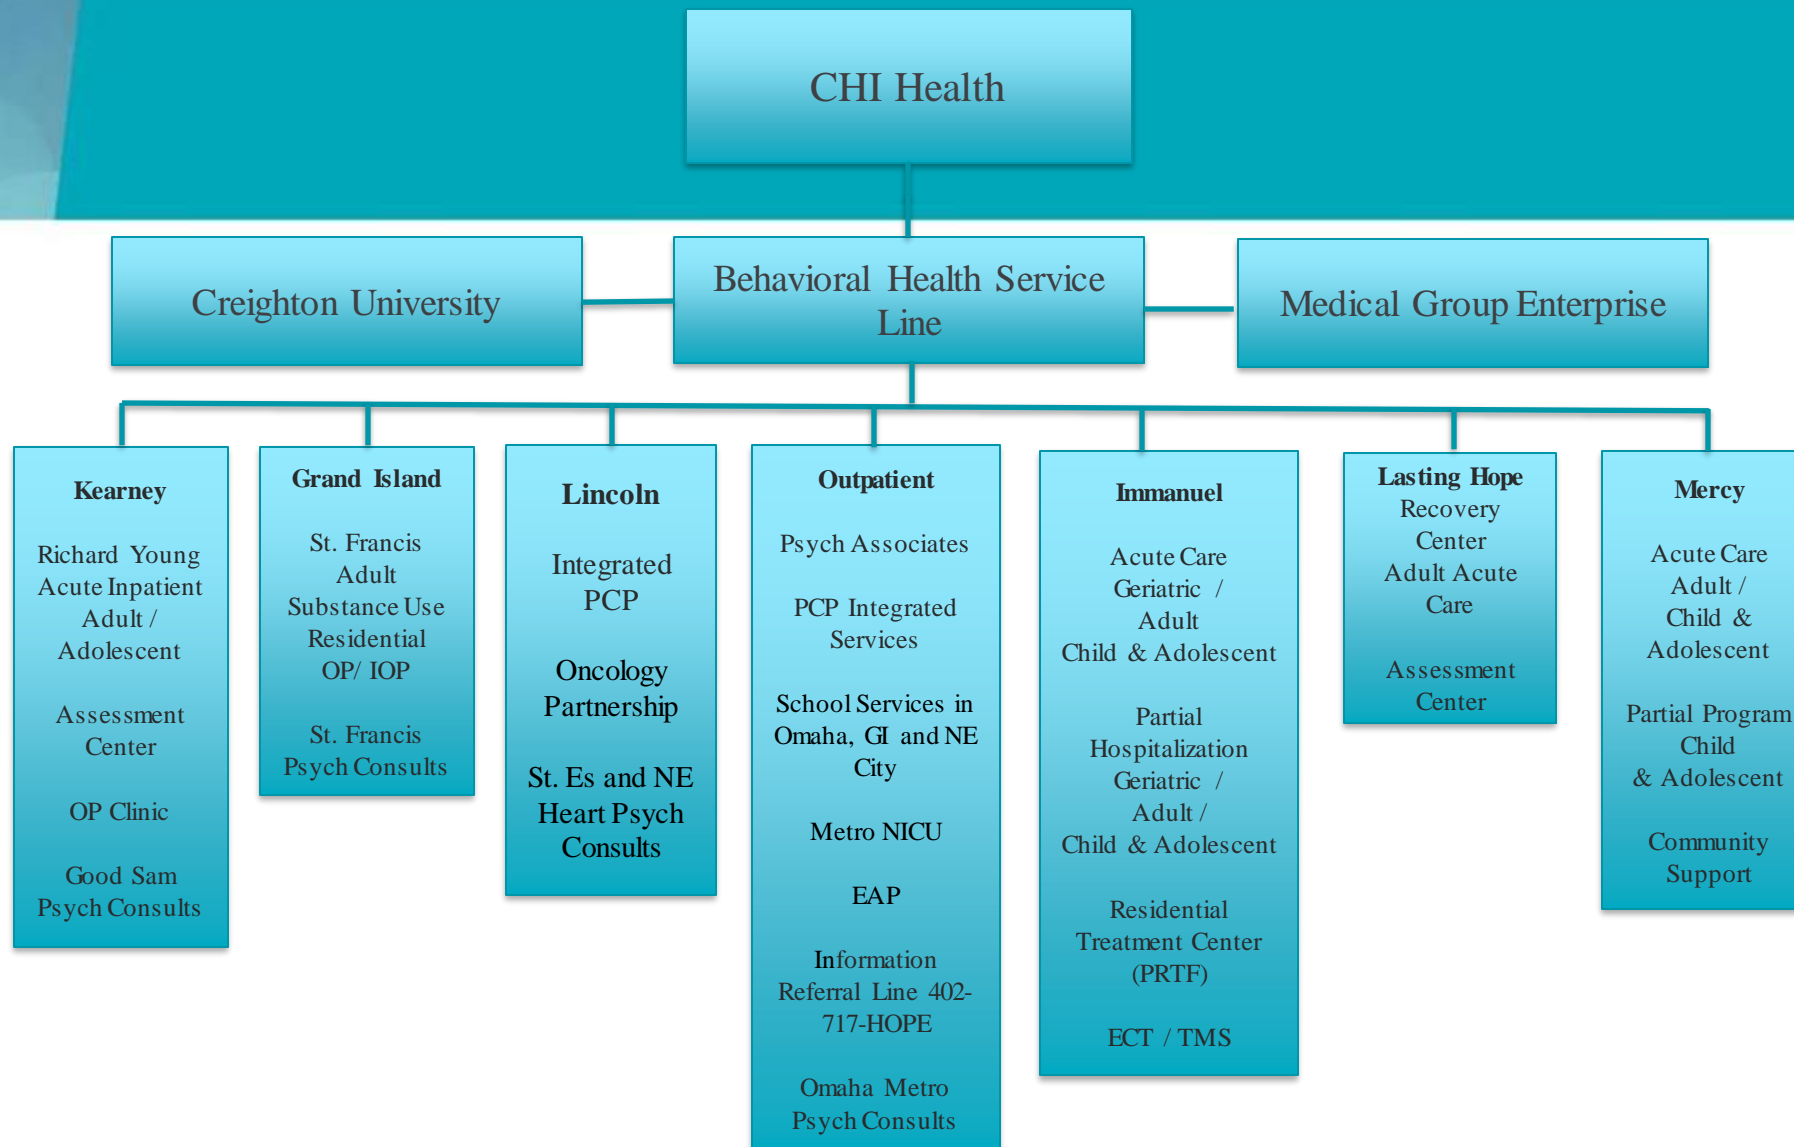 CHI Health
Creighton University
Behavioral Health Service
Line
Medical Group Enterprise
Kearney
Richard Young
Acute Inpatient
Adult /
Adolescent
Assessment
Center
OP Clinic
Good Sam
Psych Consults
Grand Island
St. Francis
Adult
Substance Use
Residential
OP/ IOP
St. Francis
Psych Consults
Lincoln
Integrated
PCP
Oncology
Partnership
St. Es and NE
Heart Psych
Consults
Outpatient
Psych Associates
PCP Integrated
Services
School Services in
Omaha, GI and NE
City
Metro NICU
EAP
Information
Referral Line 402-
717-HOPE
Omaha Metro
Psych Consults
Immanuel
Acute Care
Geriatric /
Adult
Child & Adolescent
Partial
Hospitalization
Geriatric /
Adult /
Child & Adolescent
Residential
Treatment Center
(PRTF)
ECT / TMS
Lasting Hope
Recovery
Center
Adult Acute
Care
Assessment
Center
Mercy
Acute Care
Adult /
Child &
Adolescent
Partial Program
Child
& Adolescent
Community
Support